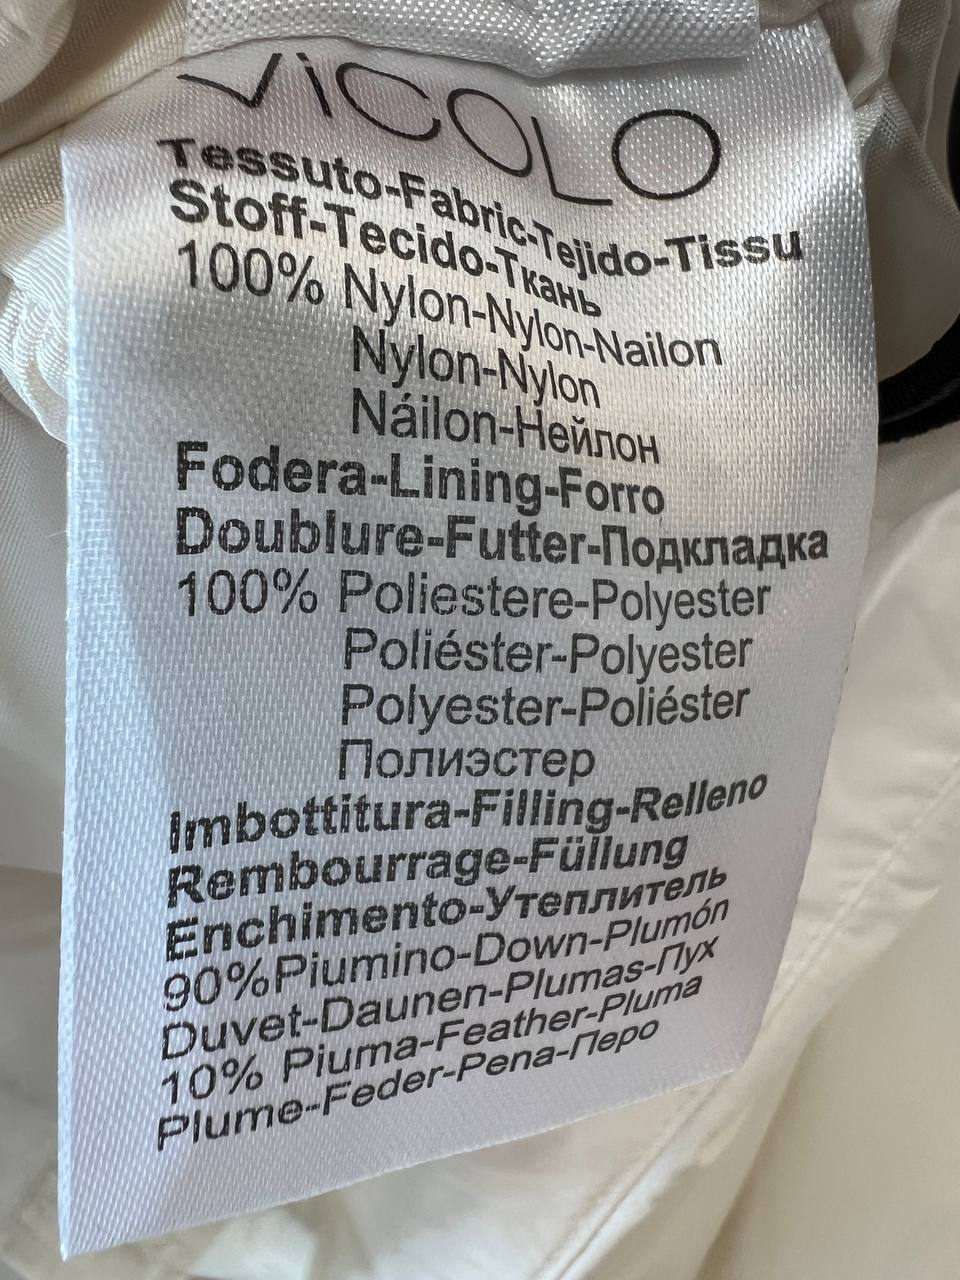 ViCOLO
Tessuto-Fabric-Tejido-Tissu
Stoff-Tecido-Ткань
100% Nylon-Nylon-Nailon
Nylon-Nylon
Náilon-Нейлон
Fodera-Lining-Forro
Doublure-Futter-Подкладка
100% Poliestere-Polyester
Poliéster-Polyester
Polyester-Poliéster
Полиэстер
Imbottitura-Filling-Relleno
Rembourrage-Füllung
Enchimento-Утеплитель
90%Piumino-Down-Plumón
Duvet-Daunen-Plumas-Пух
10% Piuma-Feather-Pluma
Plume-Feder-Pena-Перо